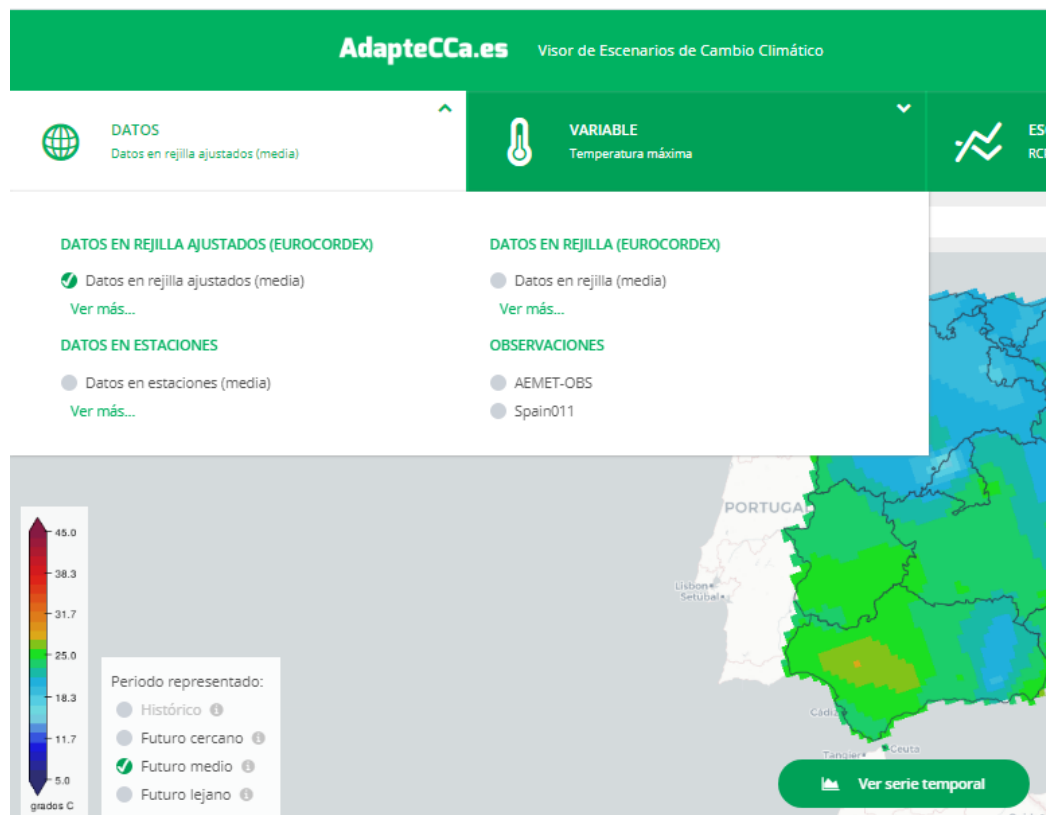 AdapteCCa.es Visor de Escenarios de Cambio Climático
DATOS
Datos en rejilla ajustados (media)
VARIABLE
Temperatura máxima
ES
RC
DATOS EN REJILLA AJUSTADOS (EUROCORDEX)
Datos en rejilla ajustados (media)
Ver más...
DATOS EN ESTACIONES
Datos en estaciones (media)
Ver más...
DATOS EN REJILLA (EUROCORDEX)
Datos en rejilla (media)
Ver más...
OBSERVACIONES
AEMET-OBS
Spain011
PORTUGAL
Lisbon
Setúbal
Cádiz
Tangier
Ceuta
45.0
38.3
31.7
25.0
18.3
11.7
5.0
grados C
Periodo representado:
Histórico
Futuro cercano
Futuro medio
Futuro lejano
Ver serie temporal